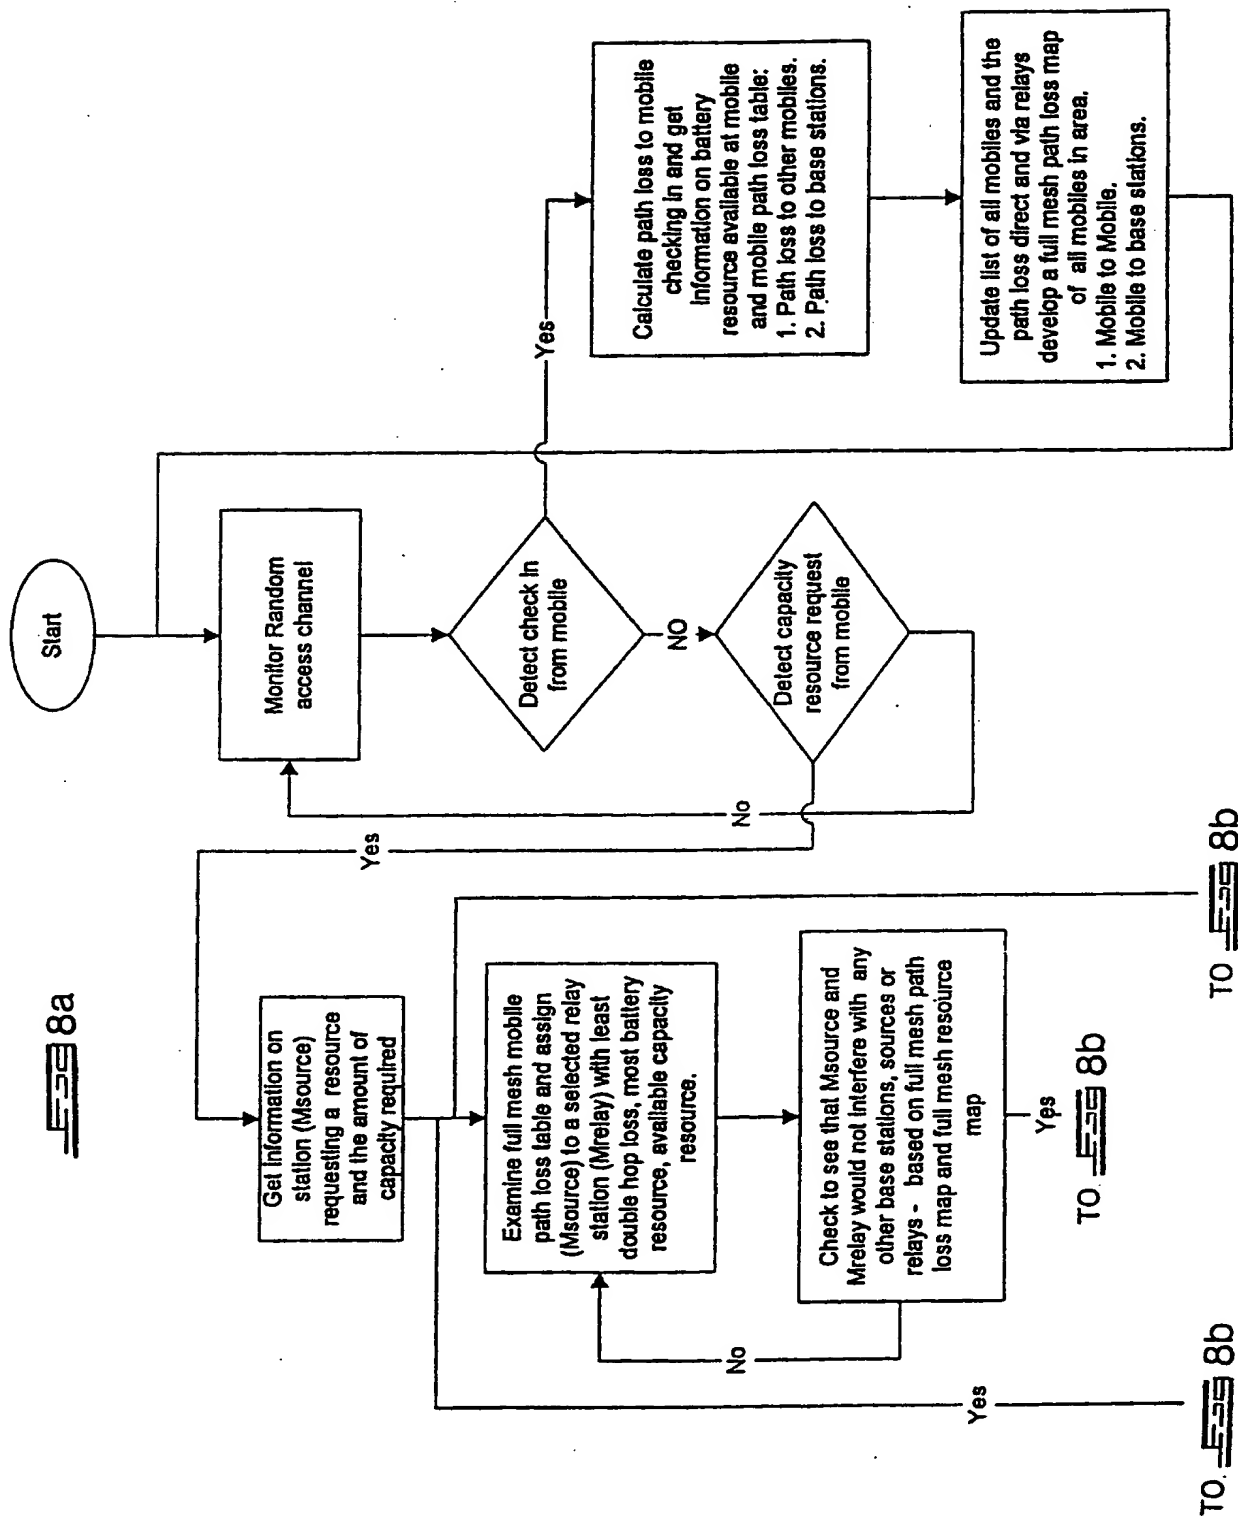 Fig 8a
Start
Monitor Random
access channel
Detect check in
from mobile
Yes
NO
Calculate path loss to mobile
checking in and get
information on battery
resource available at mobile
and mobile path loss table:
1. Path loss to other mobiles.
2. Path loss to base stations.
Update list of all mobiles and the
path loss direct and via relays
develop a full mesh path loss map
of all mobiles in area.
1. Mobile to Mobile.
2. Mobile to base stations.
Detect capacity
resource request
from mobile
No
Yes
Get information on
station (Msource)
requesting a resource
and the amount of
capacity required
Examine full mesh mobile
path loss table and assign
(Msource) to a selected relay
station (Mrelay) with least
double hop loss, most battery
resource, available capacity
resource.
Check to see that Msource and
Mrelay would not interfere with any
other base stations, sources or
relays - based on full mesh path
loss map and full mesh resource
map
No
Yes
Yes
TO Fig 8b
TO Fig 8b
TO Fig 8b